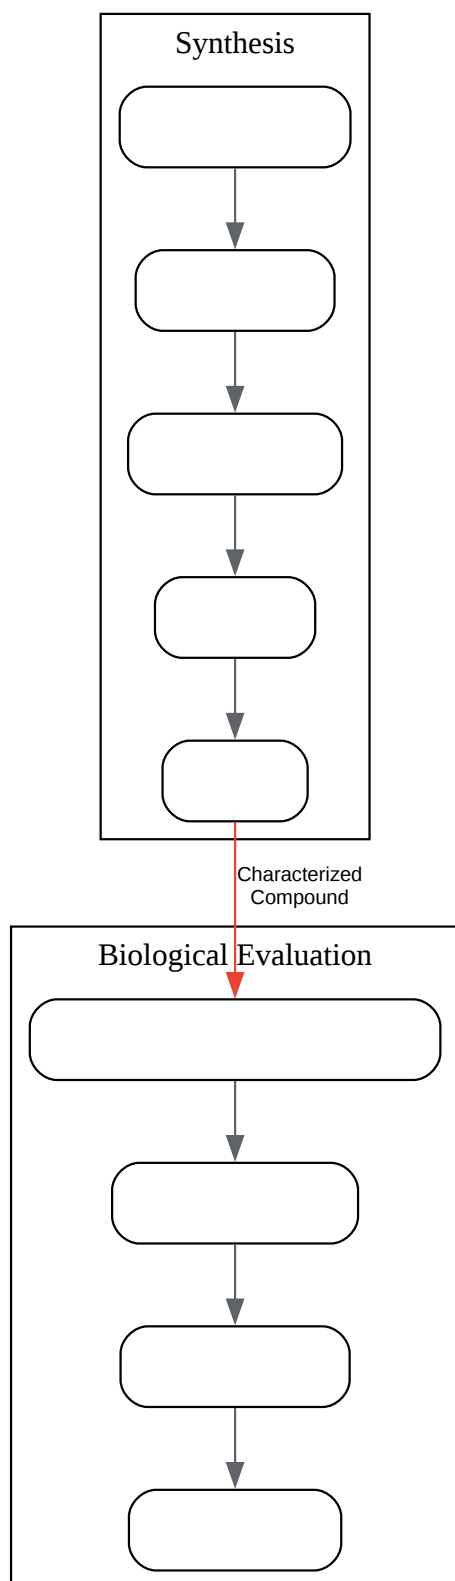 Synthesis
Characterized
Compound
Biological Evaluation